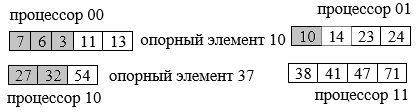 процессор 00
процессор 01
7 6 3 11 13 опорный элемент 10 10 14 23 24
27 32 54 опорный элемент 37 38 41 47 71
процессор 10
процессор 11